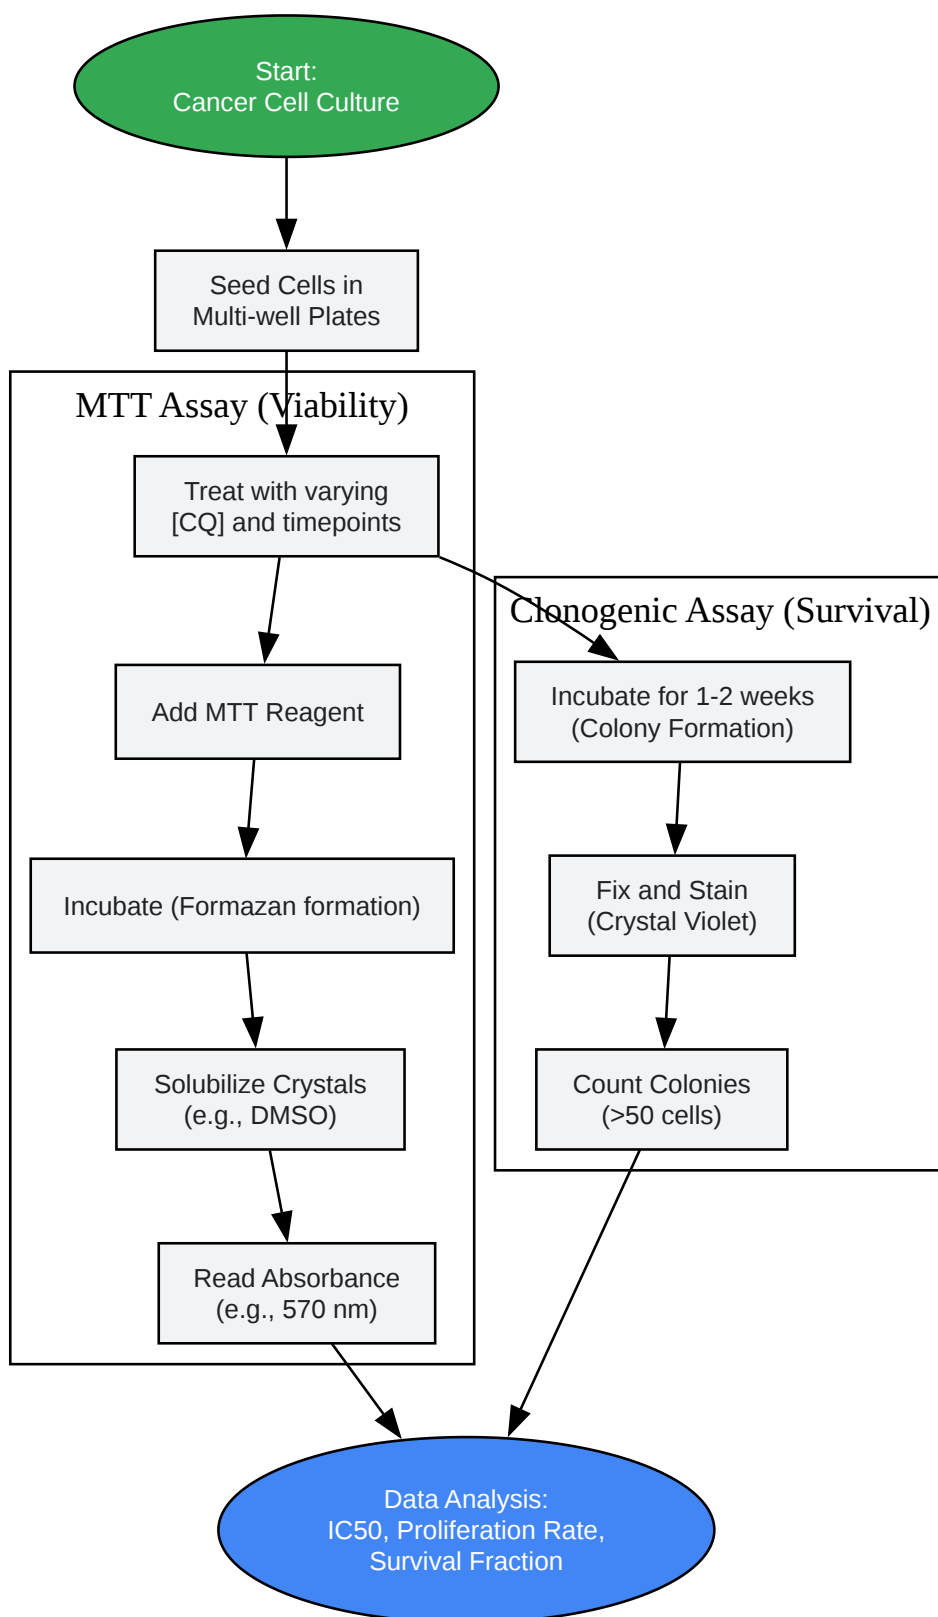 Start:
Cancer Cell Culture
Seed Cells in
Multi-well Plates
MTT Assay (Viability)
Treat with varying
[CQ] and timepoints
Add MTT Reagent
Incubate (Formazan formation)
Solubilize Crystals
(e.g., DMSO)
Read Absorbance
(e.g., 570 nm)
Clonogenic Assay (Survival)
Incubate for 1-2 weeks
(Colony Formation)
Fix and Stain
(Crystal Violet)
Count Colonies
(>50 cells)
Data Analysis:
IC50, Proliferation Rate,
Survival Fraction